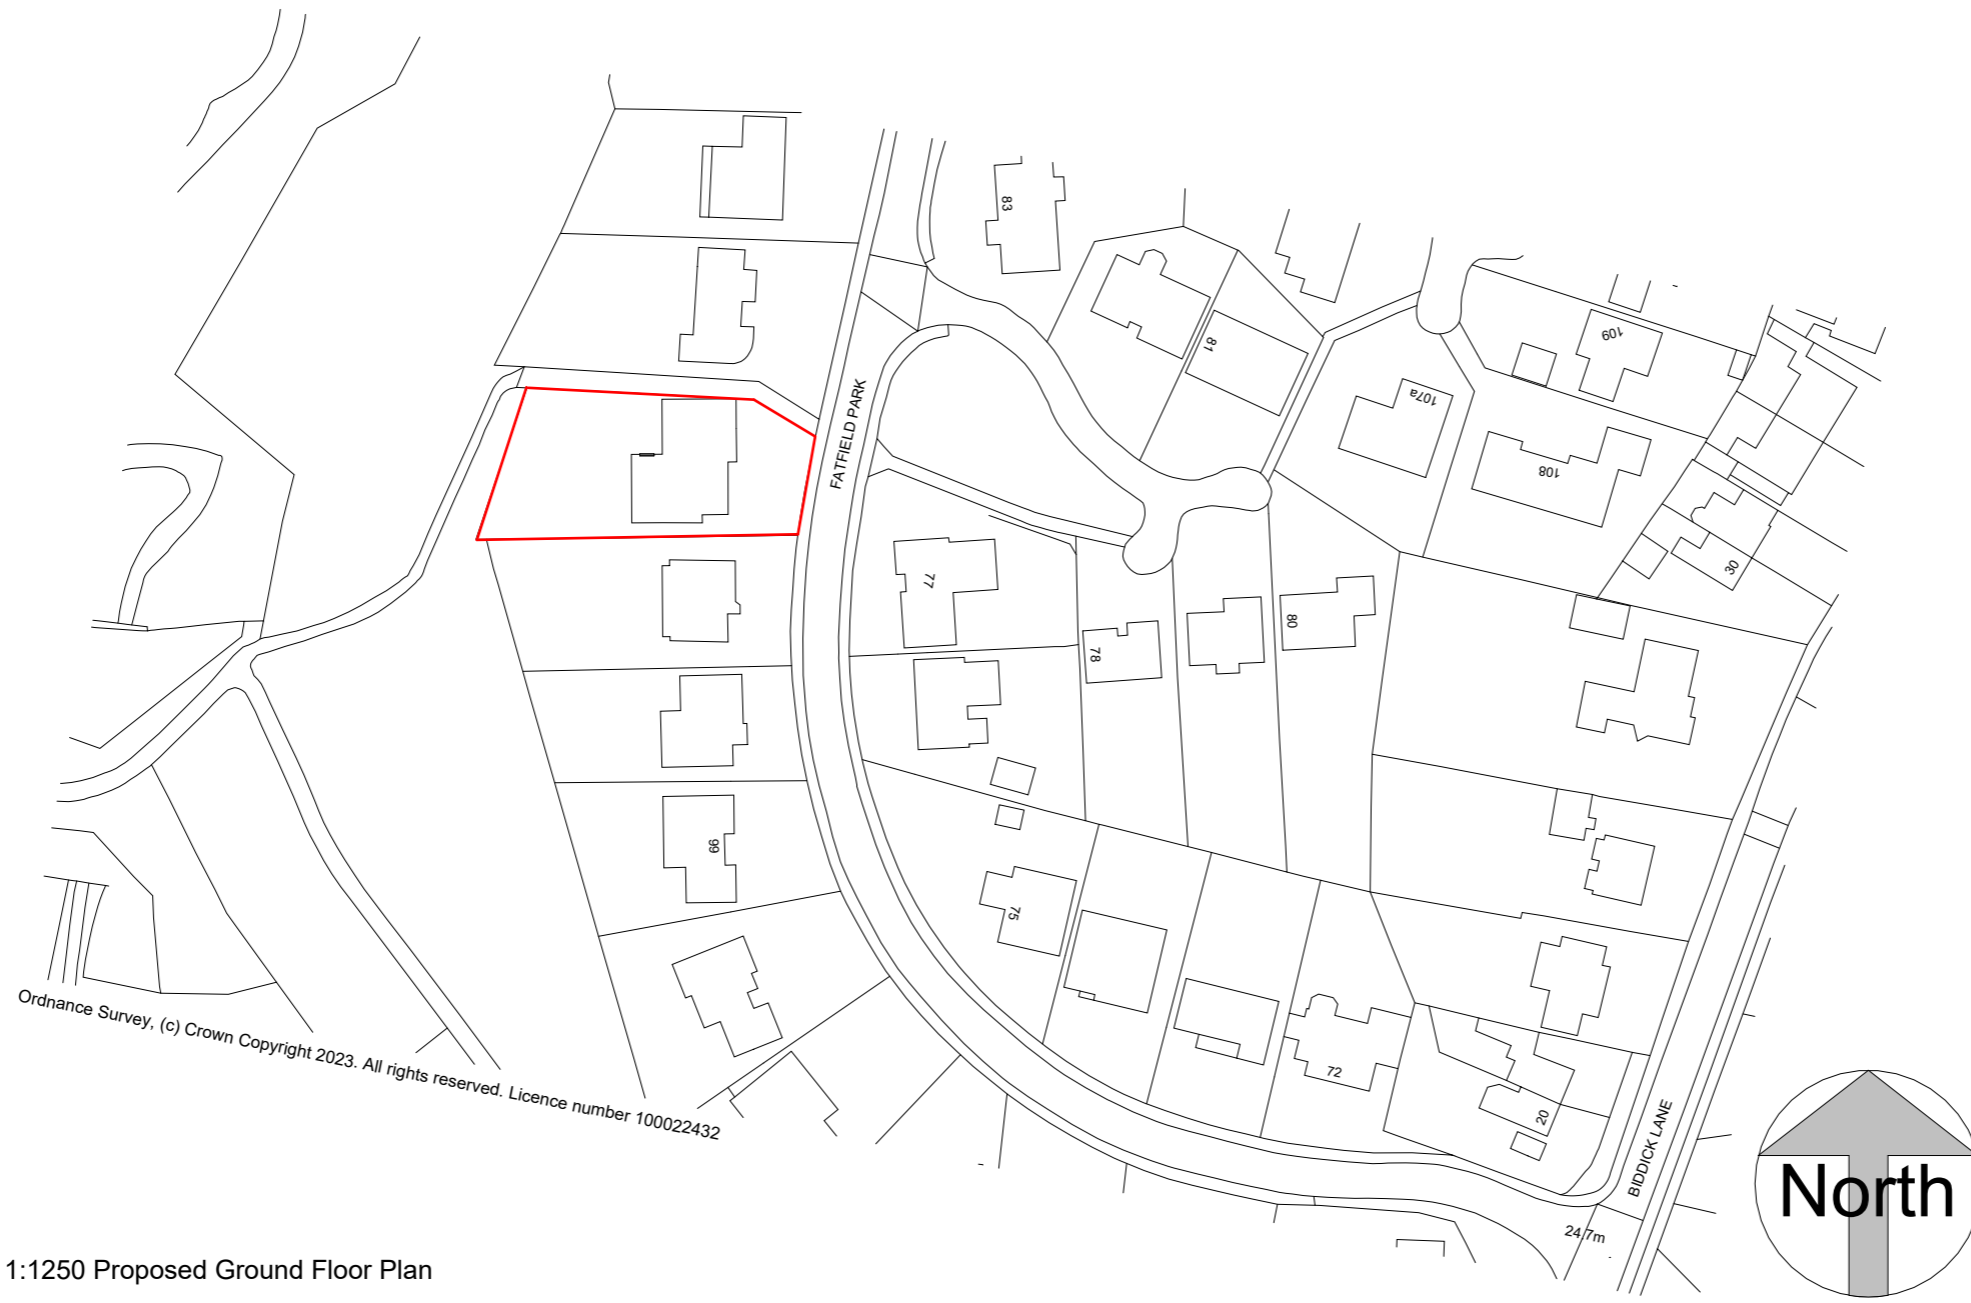 83
81
109
107a
108
FATFIELD PARK
30
77
80
78
99
75
72
20
BIDDICK LANE
24.7m
North
Ordnance Survey, (c) Crown Copyright 2023. All rights reserved. Licence number 100022432
1:1250 Proposed Ground Floor Plan